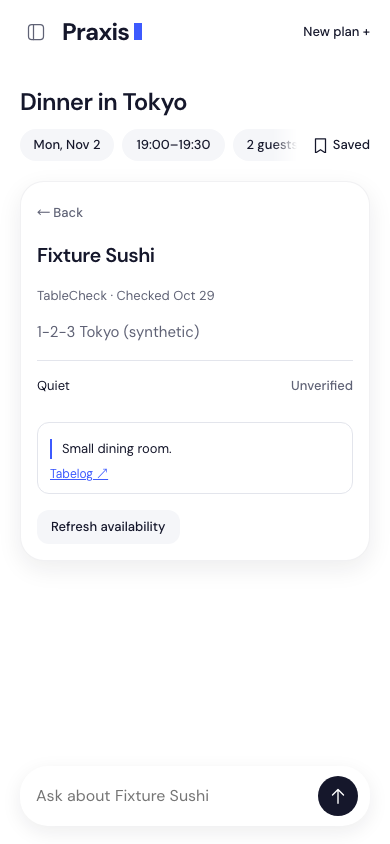 Praxis
New plan +
Dinner in Tokyo
Mon, Nov 2
19:00–19:30
2 guests
Saved
← Back
Fixture Sushi
TableCheck · Checked Oct 29
1-2-3 Tokyo (synthetic)
Quiet
Unverified
Small dining room.
Tabelog ↗
Refresh availability
Ask about Fixture Sushi